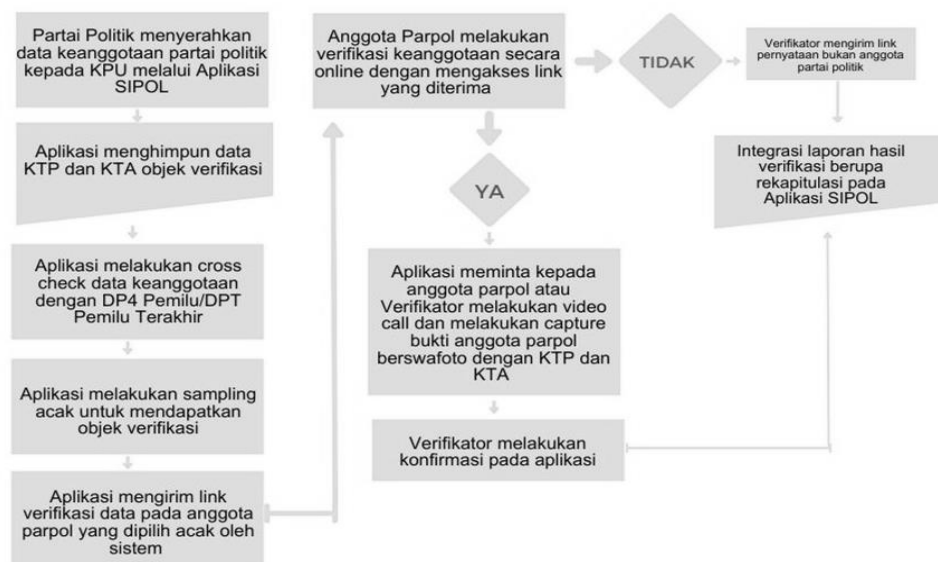 Partai Politik menyerahkan
data keanggotaan partai politik
kepada KPU melalui Aplikasi
SIPOL
Aplikasi menghimpun data
KTP dan KTA objek verifikasi
Aplikasi melakukan cross
check data keanggotaan
dengan DP4 Pemilu/DPT
Pemilu Terakhir
Aplikasi melakukan sampling
acak untuk mendapatkan
objek verifikasi
Aplikasi mengirim link
verifikasi data pada anggota
parpol yang dipilih acak oleh
sistem
Anggota Parpol melakukan
verifikasi keanggotaan secara
online dengan mengakses link
yang diterima
YA
Aplikasi meminta kepada
anggota parpol atau
Verifikator melakukan video
call dan melakukan capture
bukti anggota parpol
berswafoto dengan KTP dan
KTA
Verifikator melakukan
konfirmasi pada aplikasi
TIDAK
Verifikator mengirim link
pernyataan bukan anggota
partai politik
Integrasi laporan hasil
verifikasi berupa
rekapitulasi pada
Aplikasi SIPOL